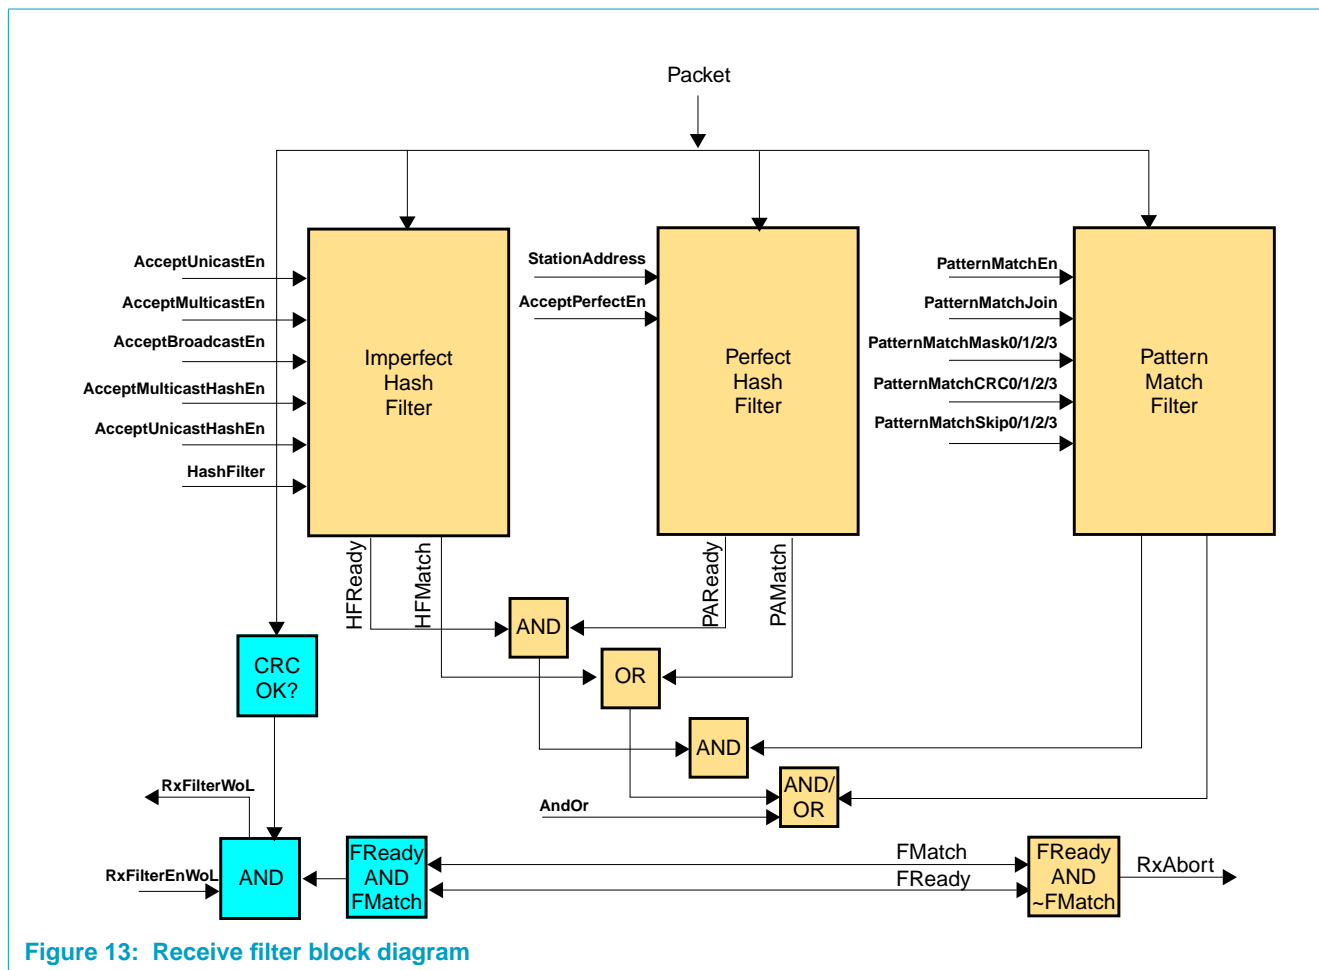 Packet
AcceptUnicastEn
AcceptMulticastEn
AcceptBroadcastEn
AcceptMulticastHashEn
AcceptUnicastHashEn
HashFilter
Imperfect
Hash
Filter
StationAddress
AcceptPerfectEn
Perfect
Hash
Filter
PatternMatchEn
PatternMatchJoin
PatternMatchMask0/1/2/3
PatternMatchCRC0/1/2/3
PatternMatchSkip0/1/2/3
Pattern
Match
Filter
HFReady
HFMatch
PAReady
PAMatch
AND
OR
CRC
OK?
AND
AND/
OR
AndOr
RxFilterWoL
RxFilterEnWoL
AND
FReady
AND
FMatch
FMatch
FReady
FReady
AND
~FMatch
RxAbort
Figure 13: Receive filter block diagram